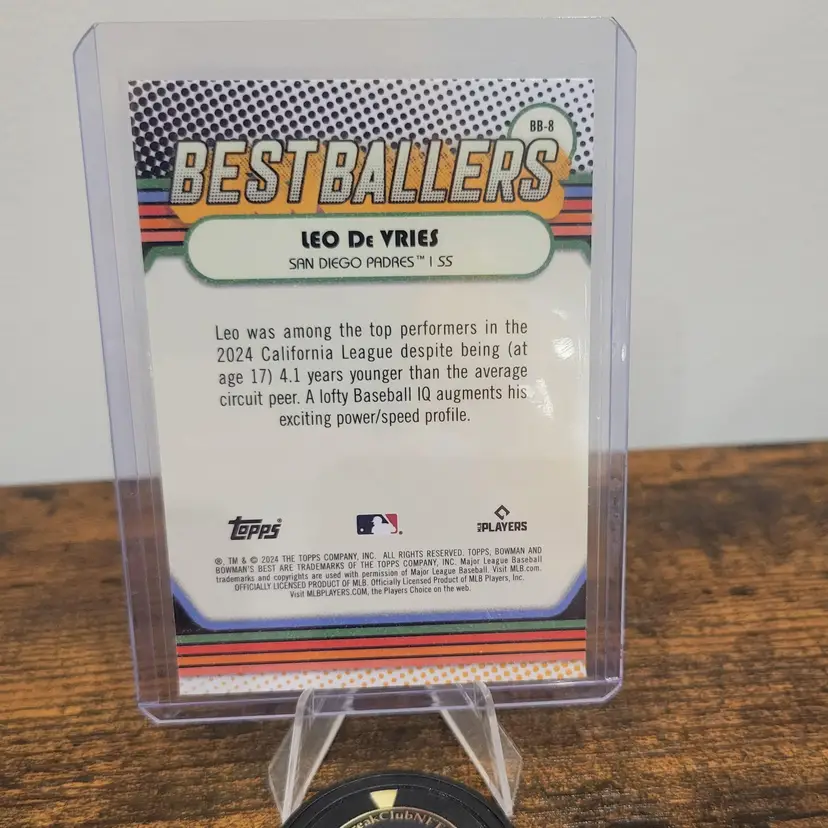 BB-8
BEST BALLERS
LEO De VRIES
SAN DIEGO PADRES™ | SS
Leo was among the top performers in the
2024 California League despite being (at
age 17) 4.1 years younger than the average
circuit peer. A lofty Baseball IQ augments his
exciting power/speed profile.
topps®
PLAYERS
®, TM & © 2024 THE TOPPS COMPANY, INC. ALL RIGHTS RESERVED. TOPPS, BOWMAN AND
BOWMAN'S BEST ARE TRADEMARKS OF THE TOPPS COMPANY, INC. Major League Baseball
trademarks and copyrights are used with permission of Major League Baseball. Visit MLB.com.
OFFICIALLY LICENSED PRODUCT OF MLB. Officially Licensed Product of MLB Players, Inc.
Visit MLBPLAYERS.COM, the Players Choice on the web.